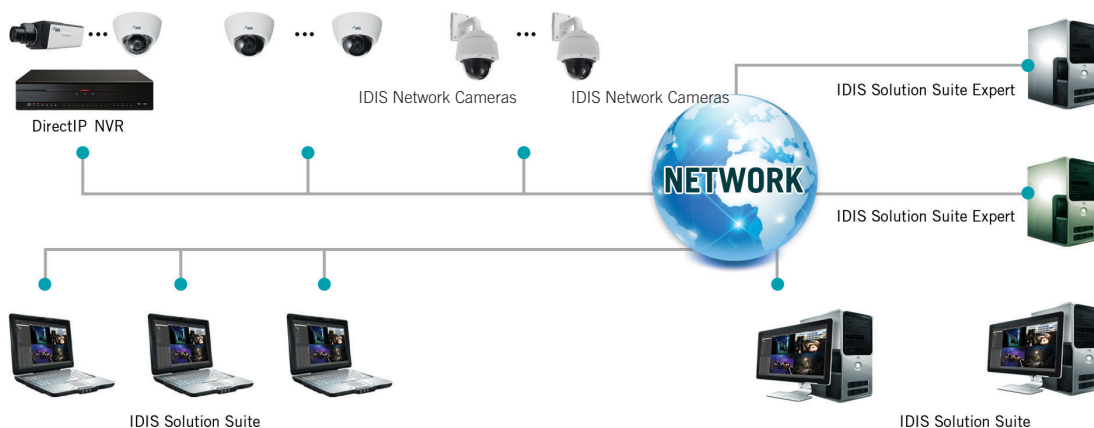 IDIS Network Cameras
IDIS Network Cameras
IDIS Solution Suite Expert
DirectIP NVR
NETWORK
IDIS Solution Suite Expert
IDIS Solution Suite
IDIS Solution Suite